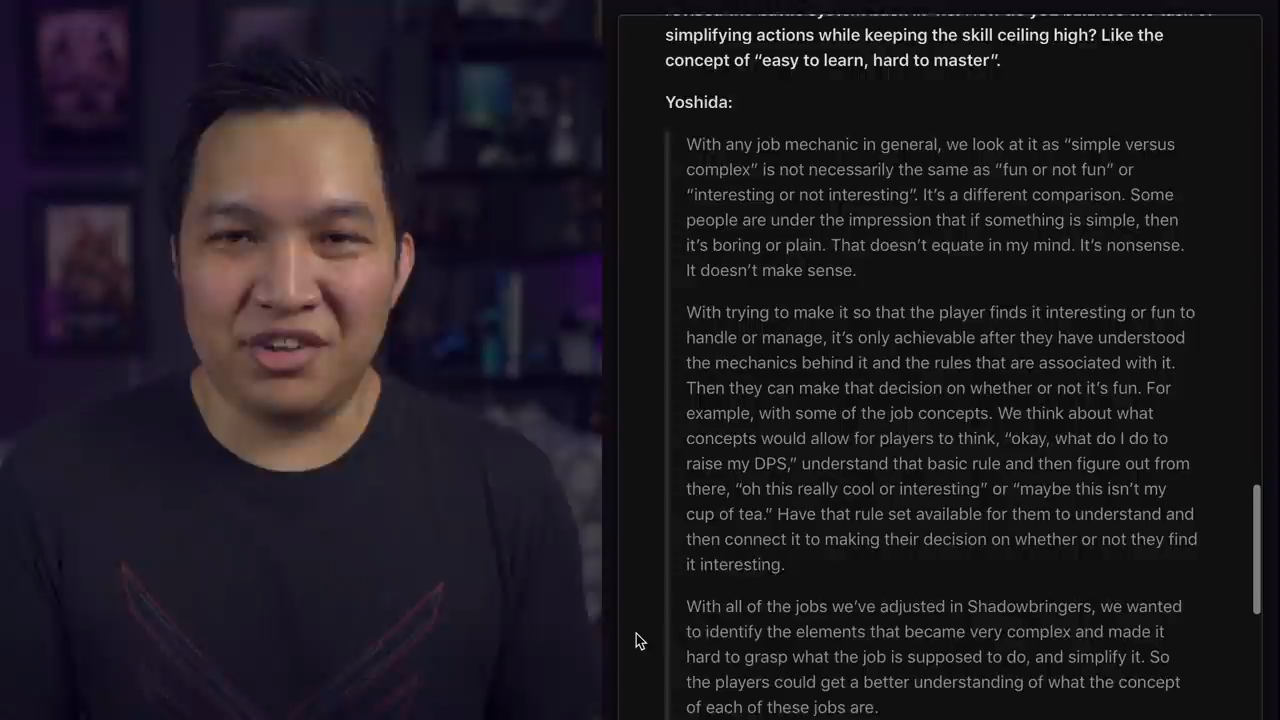 simplifying actions while keeping the skill ceiling high? Like the
concept of “easy to learn, hard to master”.
Yoshida:
With any job mechanic in general, we look at it as “simple versus
complex” is not necessarily the same as “fun or not fun” or
“interesting or not interesting”. It’s a different comparison. Some
people are under the impression that if something is simple, then
it’s boring or plain. That doesn’t equate in my mind. It’s nonsense.
It doesn’t make sense.
With trying to make it so that the player finds it interesting or fun to
handle or manage, it’s only achievable after they have understood
the mechanics behind it and the rules that are associated with it.
Then they can make that decision on whether or not it’s fun. For
example, with some of the job concepts. We think about what
concepts would allow for players to think, “okay, what do I do to
raise my DPS,” understand that basic rule and then figure out from
there, “oh this really cool or interesting” or “maybe this isn’t my
cup of tea.” Have that rule set available for them to understand and
then connect it to making their decision on whether or not they find
it interesting.
With all of the jobs we’ve adjusted in Shadowbringers, we wanted
to identify the elements that became very complex and made it
hard to grasp what the job is supposed to do, and simplify it. So
the players could get a better understanding of what the concept
of each of these jobs are.